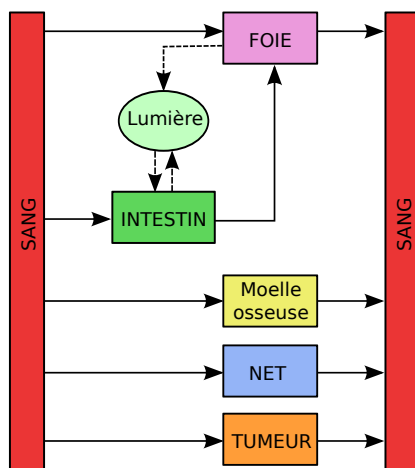 FOIE
Lumière
INTESTIN
SANG
SANG
Moelle
osseuse
NET
TUMEUR